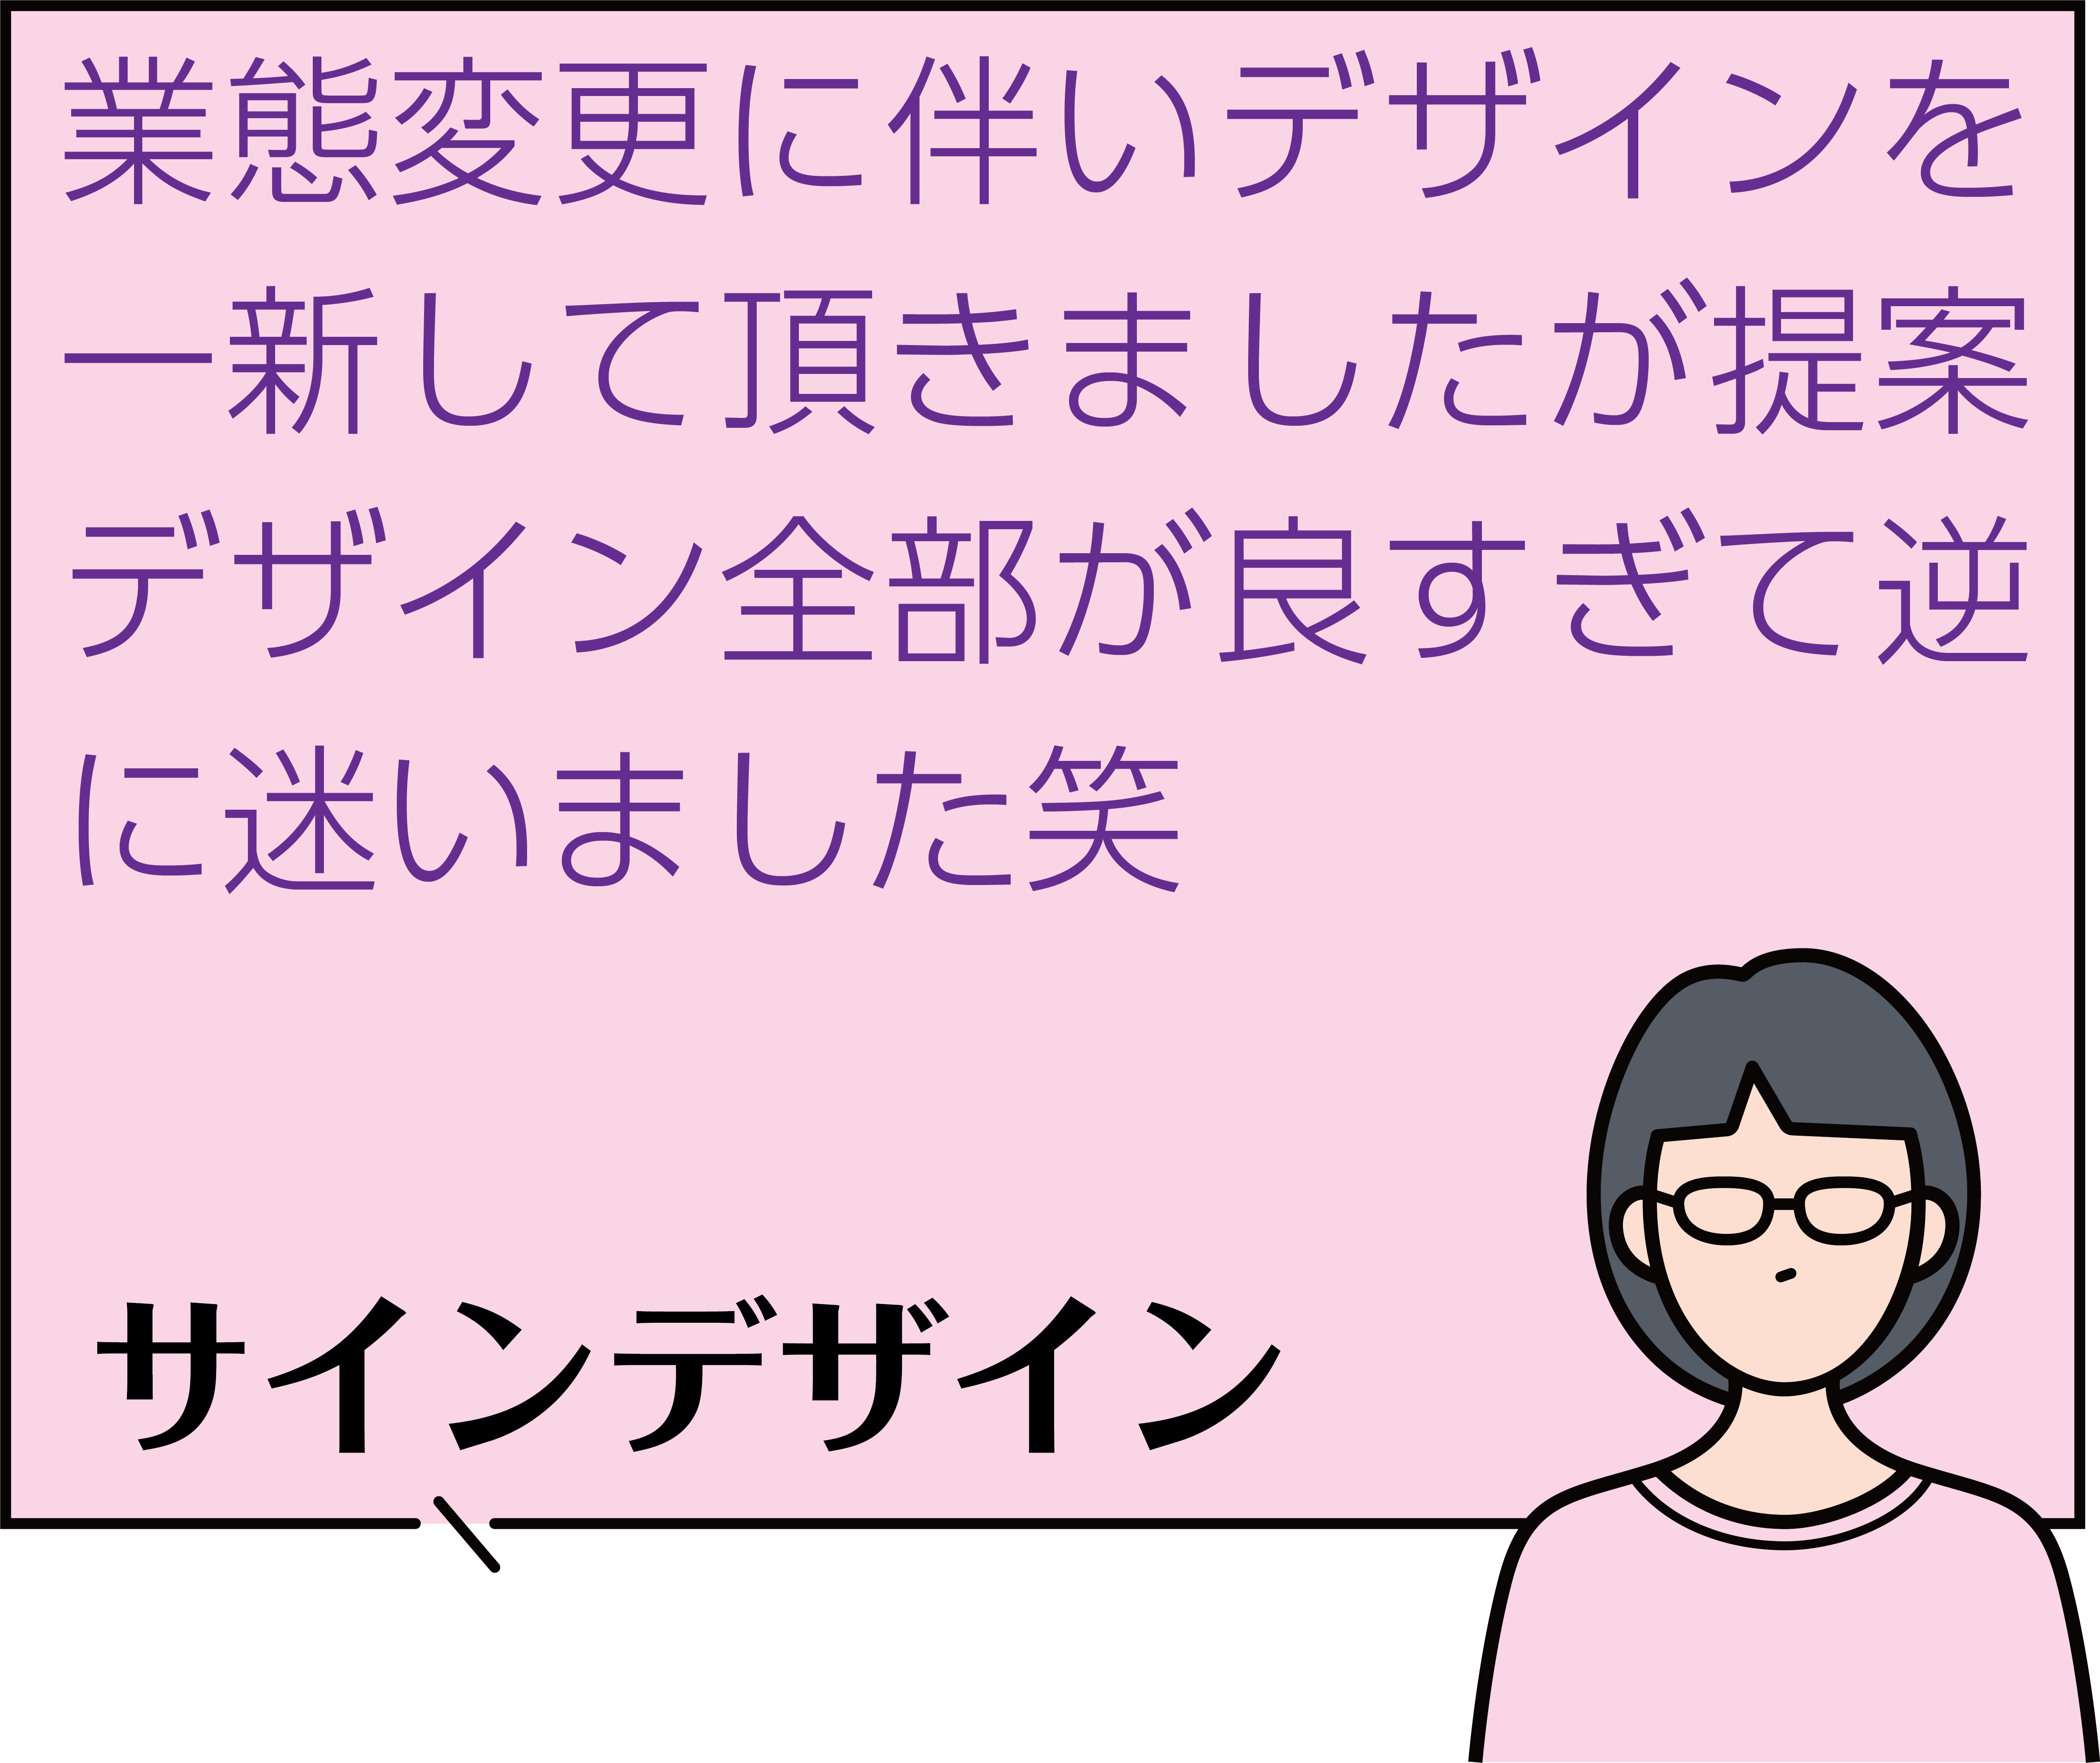 業態変更に伴いデザインを
一新して頂きましたが提案
デザイン全部が良すぎて逆
に迷いました笑
サインデザイン